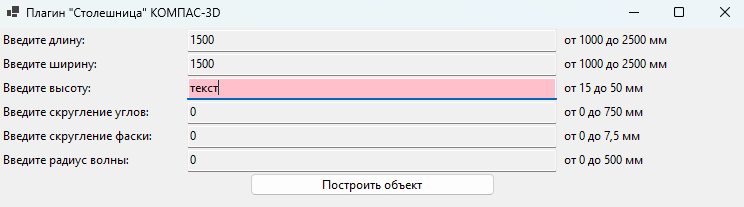 Плагин "Столешница" КОМПАС-3D
Введите длину: 1500 от 1000 до 2500 мм
Введите ширину: 1500 от 1000 до 2500 мм
Введите высоту: текст от 15 до 50 мм
Введите скругление углов: 0 от 0 до 750 мм
Введите скругление фаски: 0 от 0 до 7,5 мм
Введите радиус волны: 0 от 0 до 500 мм
Построить объект